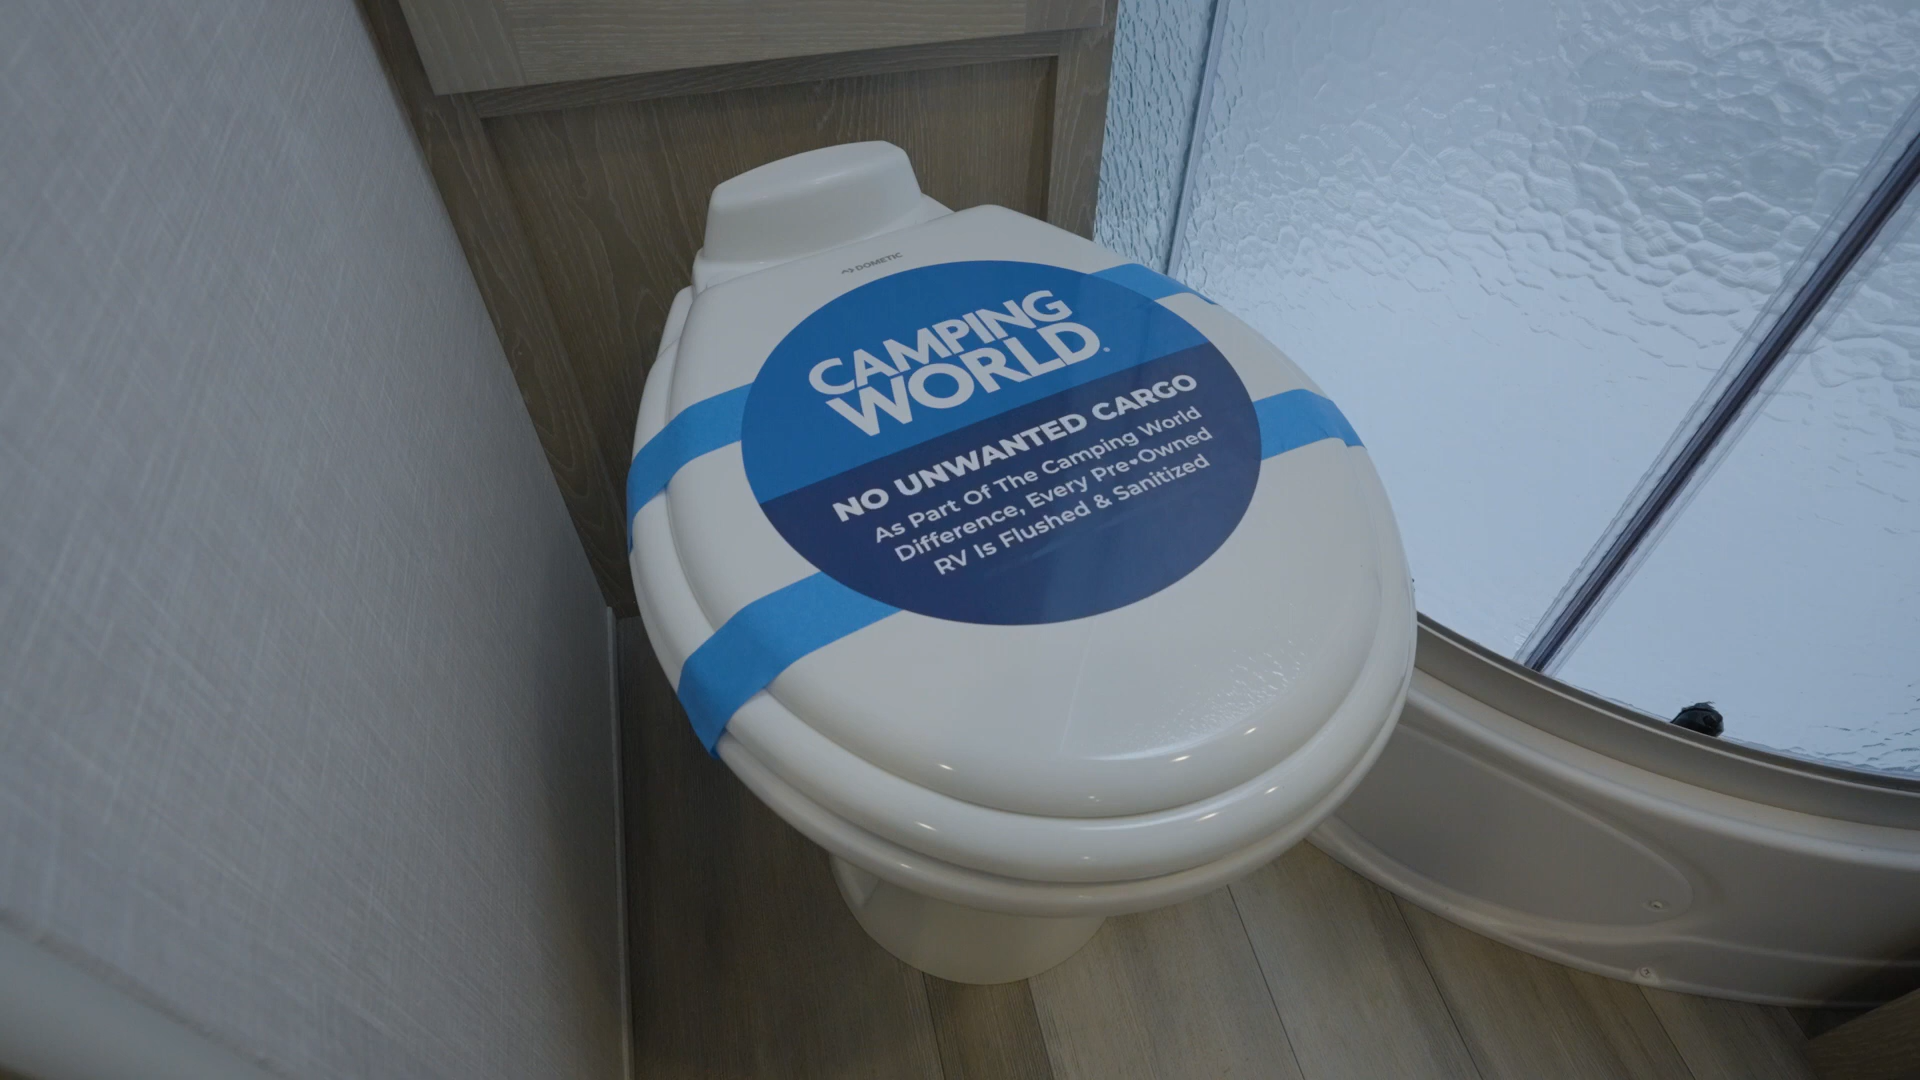 DOMETIC
CAMPING
WORLD.
NO UNWANTED CARGO
As Part Of The Camping World
Difference, Every Pre•Owned
RV Is Flushed & Sanitized